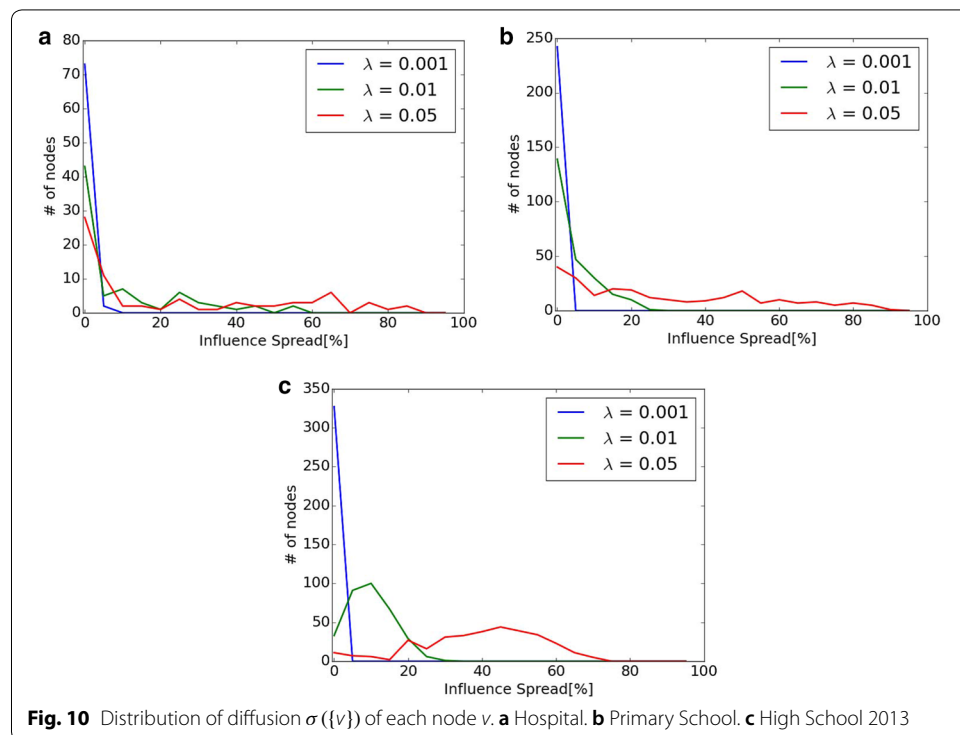 a
80
70
60
50
40
30
20
10
0
# of nodes
0 20 40 60 80 100
Influence Spread[%]
λ = 0.001
λ = 0.01
λ = 0.05
b
250
200
150
100
50
0
# of nodes
0 20 40 60 80 100
Influence Spread[%]
λ = 0.001
λ = 0.01
λ = 0.05
c
350
300
250
200
150
100
50
0
# of nodes
0 20 40 60 80 100
Influence Spread[%]
λ = 0.001
λ = 0.01
λ = 0.05
Fig. 10 Distribution of diffusion σ({v}) of each node v. a Hospital. b Primary School. c High School 2013